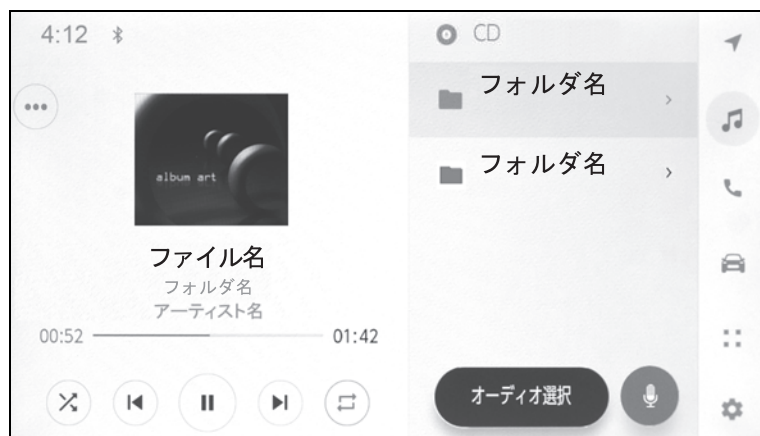 4:12
album art
ファイル名
フォルダ名
アーティスト名
00:52
01:42
CD
フォルダ名
フォルダ名
オーディオ選択